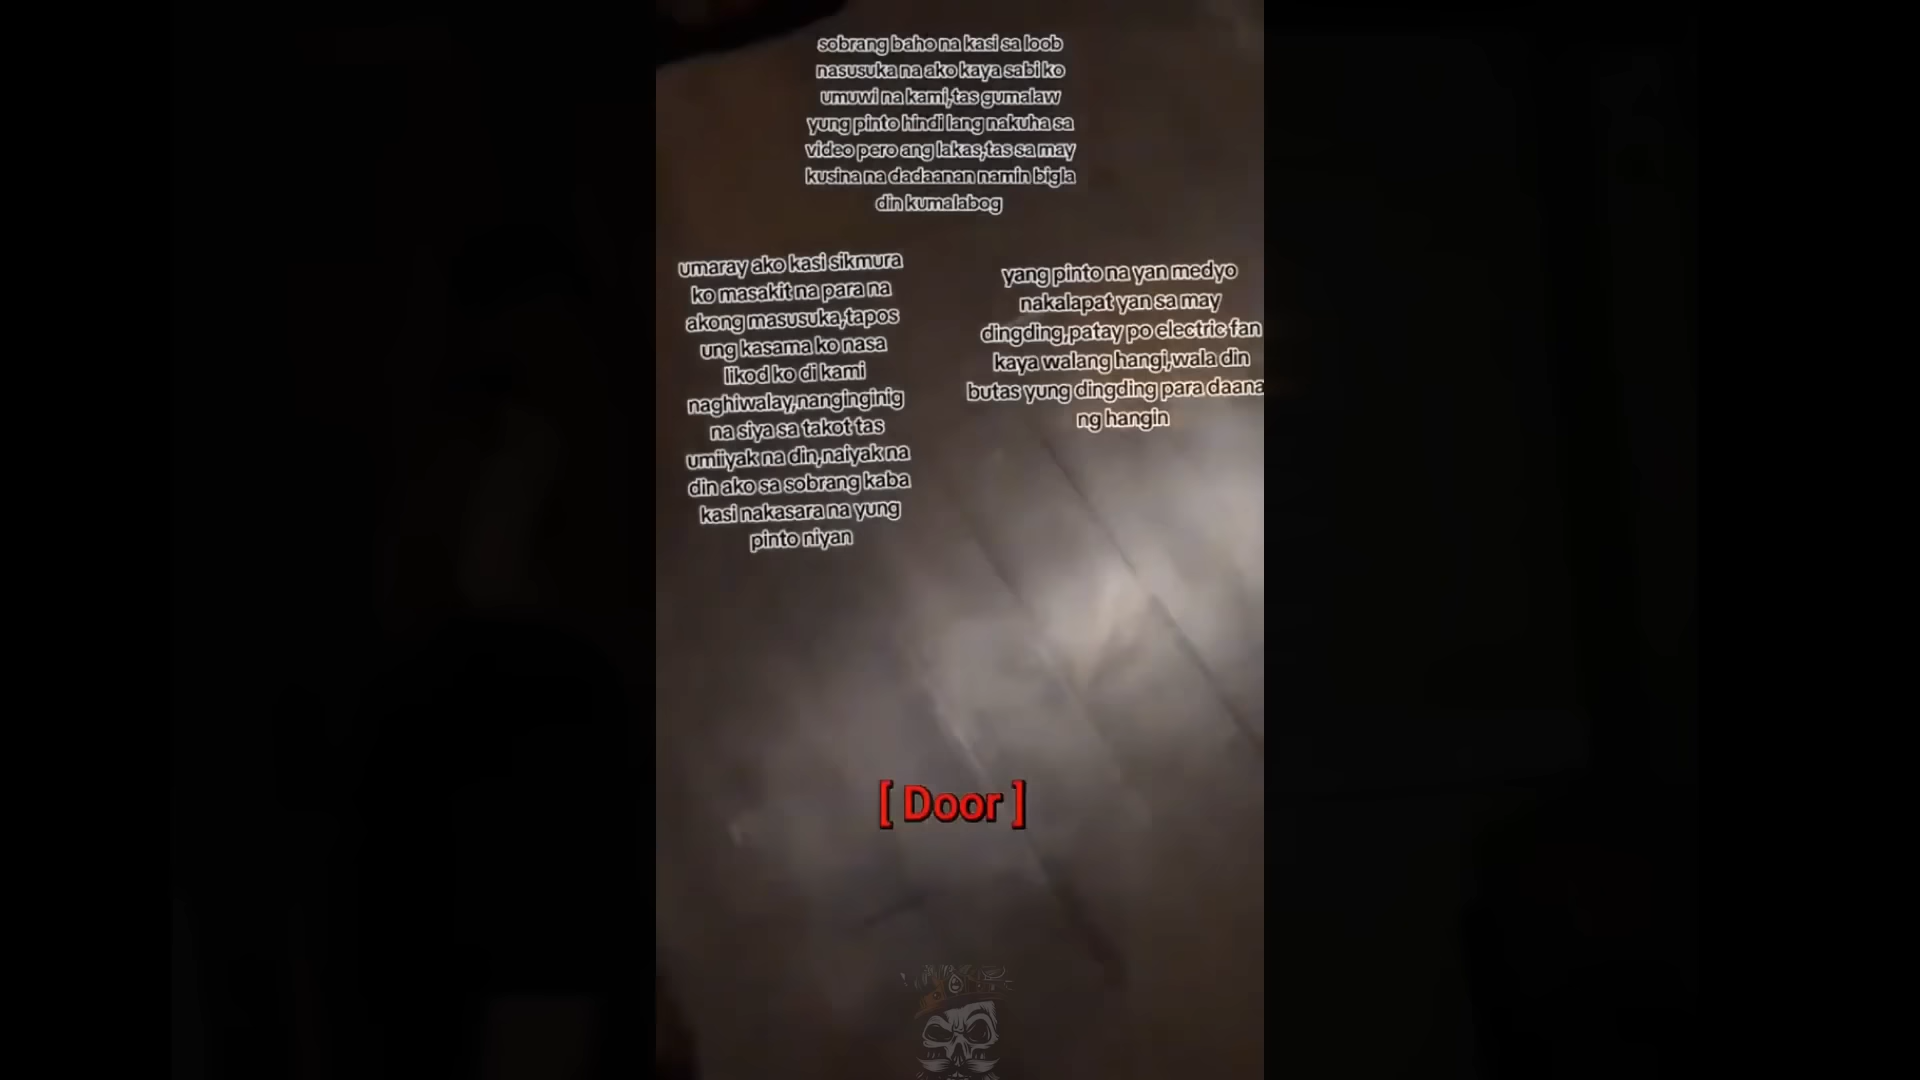 sobrang baho na kasi sa loob
nasusuka na ako kaya sabi ko
umuwi na kami,tas gumalaw
yung pinto hindi lang nakuha sa
video pero ang lakas,tas sa may
kusina na dadaanan namin bigla
din kumalabog
umaray ako kasi sikmura
ko masakit na para na
akong masusuka,tapos
ung kasama ko nasa
likod ko di kami
naghiwalay,nanginginig
na siya sa takot tas
umiiyak na din,naiyak na
din ako sa sobrang kaba
kasi nakasara na yung
pinto niyan
yang pinto na yan medyo
nakalapat yan sa may
dingding,patay po electric fan
kaya walang hangi,wala din
butas yung dingding para daana
ng hangin
[ Door ]